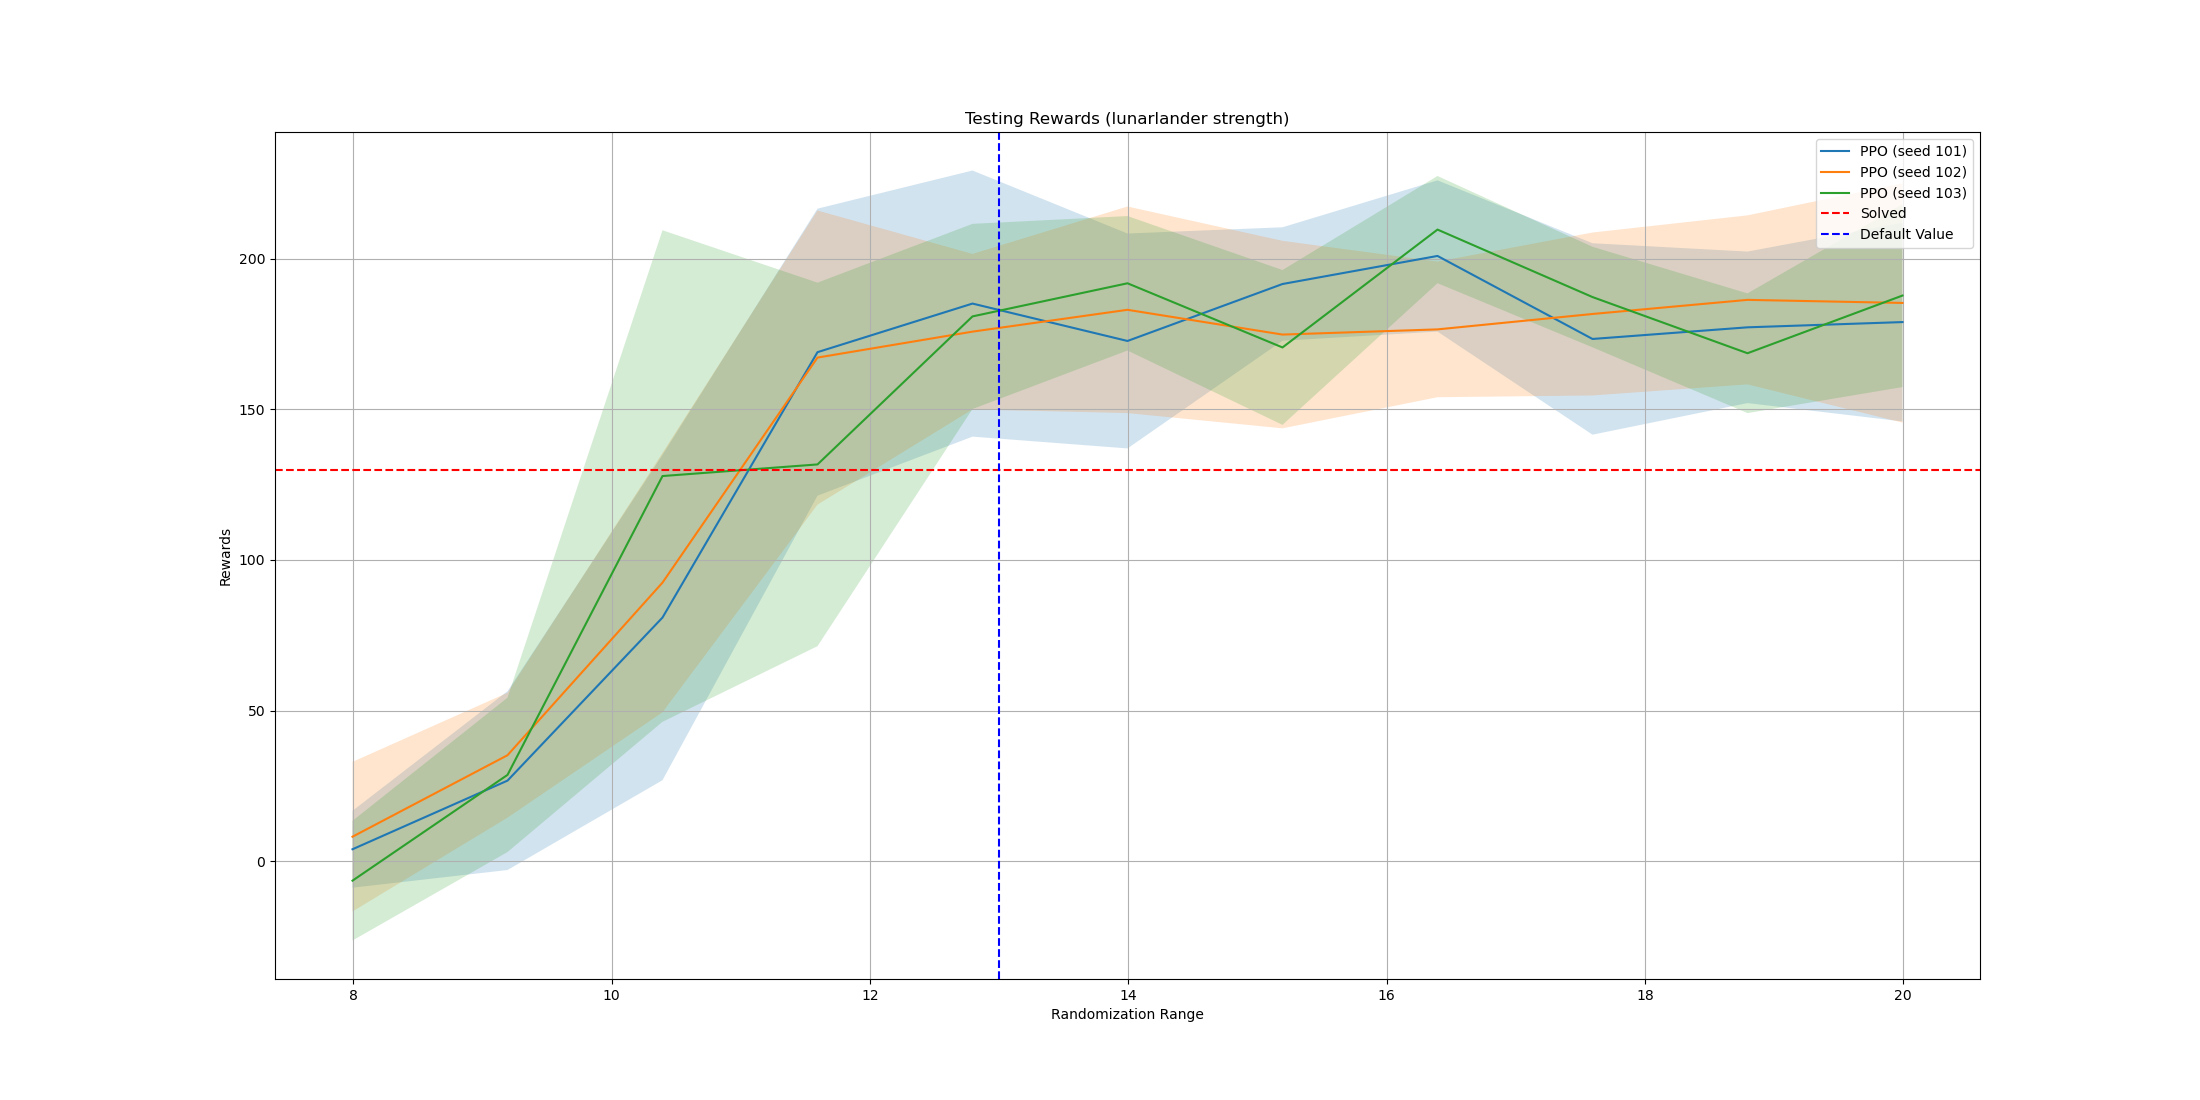 Testing Rewards (lunarlander strength)
PPO (seed 101)
PPO (seed 102)
PPO (seed 103)
Solved
Default Value
Rewards
200
150
100
50
0
8 10 12 14 16 18 20
Randomization Range